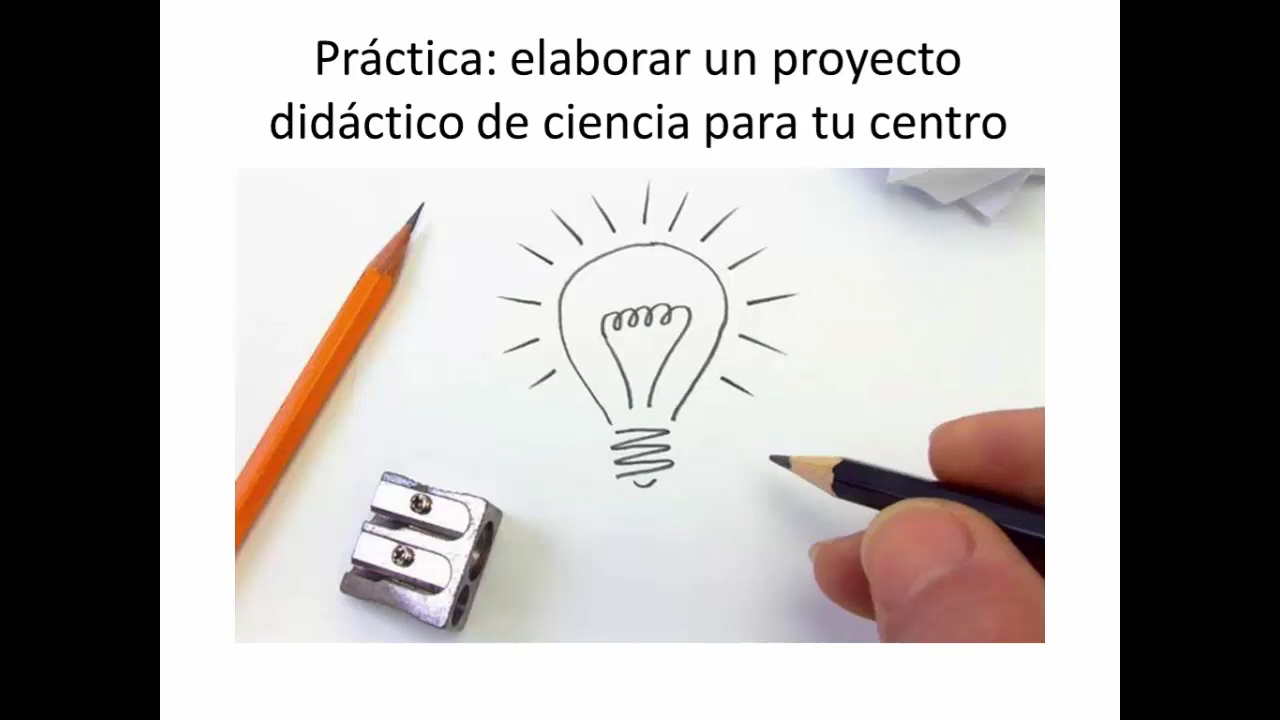 Práctica: elaborar un proyecto
didáctico de ciencia para tu centro